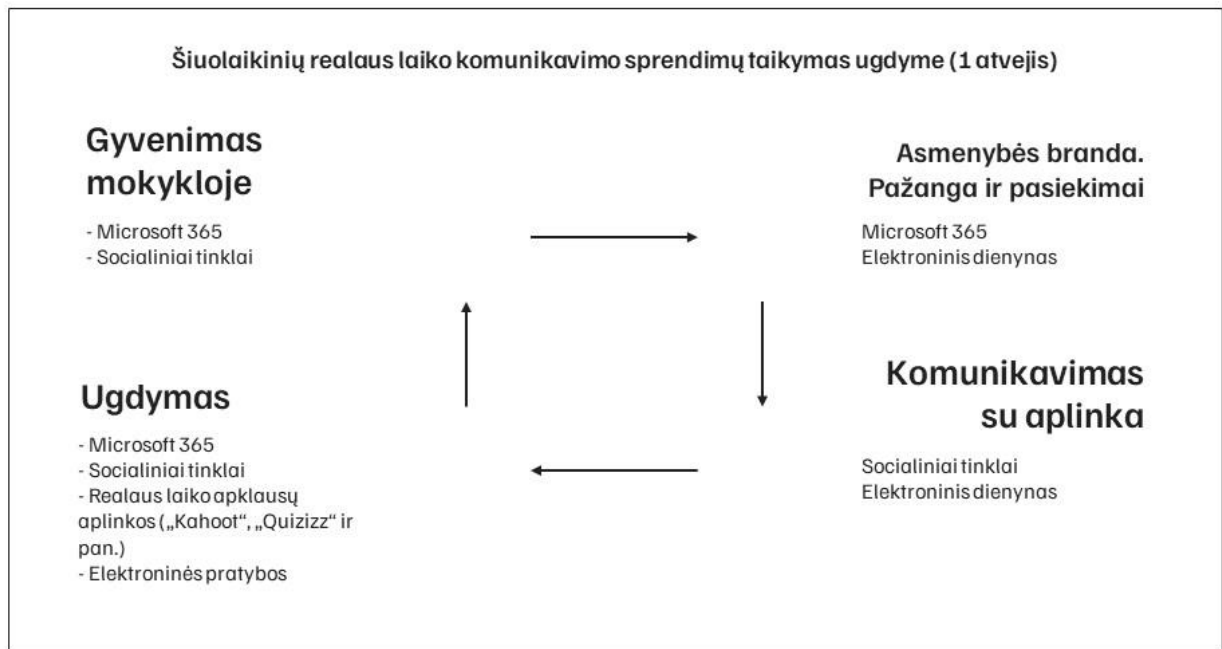 Šiuolaikinių realaus laiko komunikavimo sprendimų taikymas ugdyme (1 atvejis)
Gyvenimas
mokykloje
- Microsoft 365
- Socialiniai tinklai
Asmenybės branda.
Pažanga ir pasiekimai
Microsoft 365
Elektroninis dienynas
Ugdymas
- Microsoft 365
- Socialiniai tinklai
- Realaus laiko apklausų
aplinkos („Kahoot“, „Quizizz“ ir
pan.)
- Elektroninės pratybos
Komunikavimas
su aplinka
Socialiniai tinklai
Elektroninis dienynas